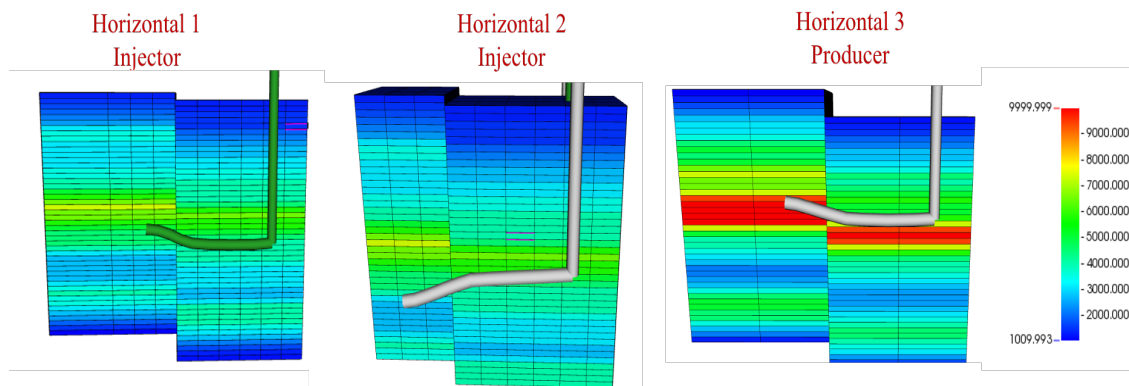 Horizontal 1
Injector
Horizontal 2
Injector
Horizontal 3
Producer
9999.999
- 9000.000
- 8000.000
- 7000.000
- 6000.000
- 5000.000
- 4000.000
- 3000.000
- 2000.000
1009.993